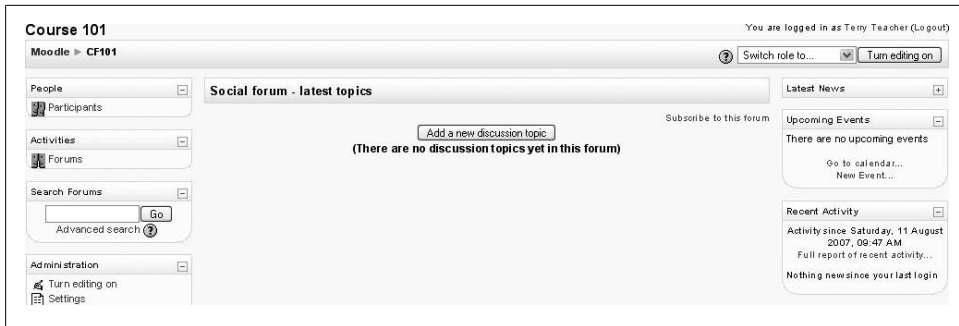 Course 101
You are logged in as Terry Teacher (Logout)
Moodle ► CF101
Switch role to...
Turn editing on
People
Participants
Activities
Forums
Search Forums
Go
Advanced search
Administration
Turn editing on
Settings
Social forum - latest topics
Subscribe to this forum
Add a new discussion topic
(There are no discussion topics yet in this forum)
Latest News
Upcoming Events
There are no upcoming events
Go to calendar...
New Event...
Recent Activity
Activity since Saturday, 11 August
2007, 09:47 AM
Full report of recent activity...
Nothing new since your last login